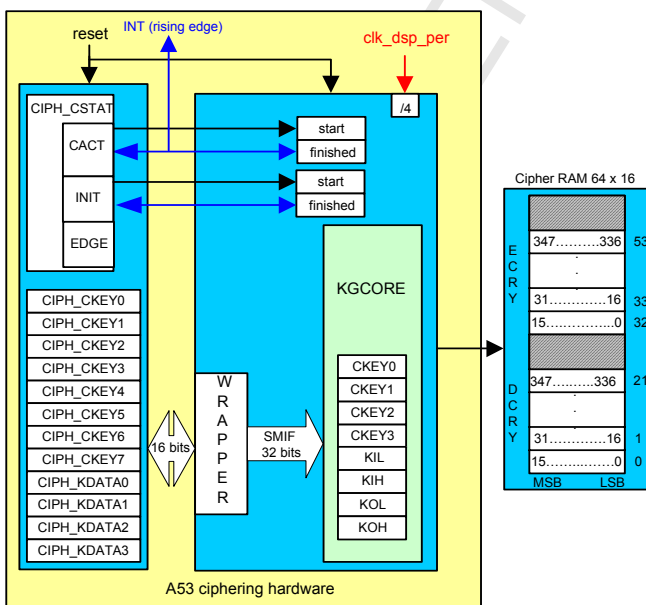 reset
INT (rising edge)
clk_dsp_per
/4
CIPH_CSTAT
CACT
INIT
EDGE
start
finished
start
finished
CIPH_CKEY0
CIPH_CKEY1
CIPH_CKEY2
CIPH_CKEY3
CIPH_CKEY4
CIPH_CKEY5
CIPH_CKEY6
CIPH_CKEY7
CIPH_KDATA0
CIPH_KDATA1
CIPH_KDATA2
CIPH_KDATA3
16 bits
WRAPPER
SMIF
32 bits
KGCORE
CKEY0
CKEY1
CKEY2
CKEY3
KIL
KIH
KOL
KOH
A53 ciphering hardware
Cipher RAM 64 x 16
ECRY
347..........336 53
31.............16 33
15................0 32
DCRY
347..........336 21
31.............16 1
15................0 0
MSB LSB